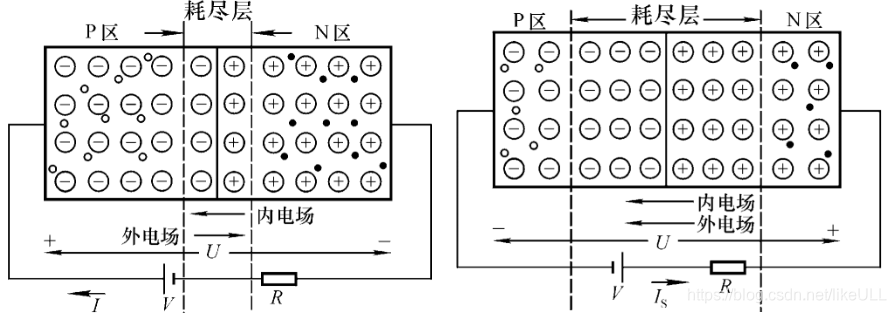 耗尽层
P区
N区
内电场
外电场
+
U
−
I
V
R
耗尽层
P区
N区
内电场
外电场
−
U
+
V
I_S
R
https://blog.csdn.net/likeULL